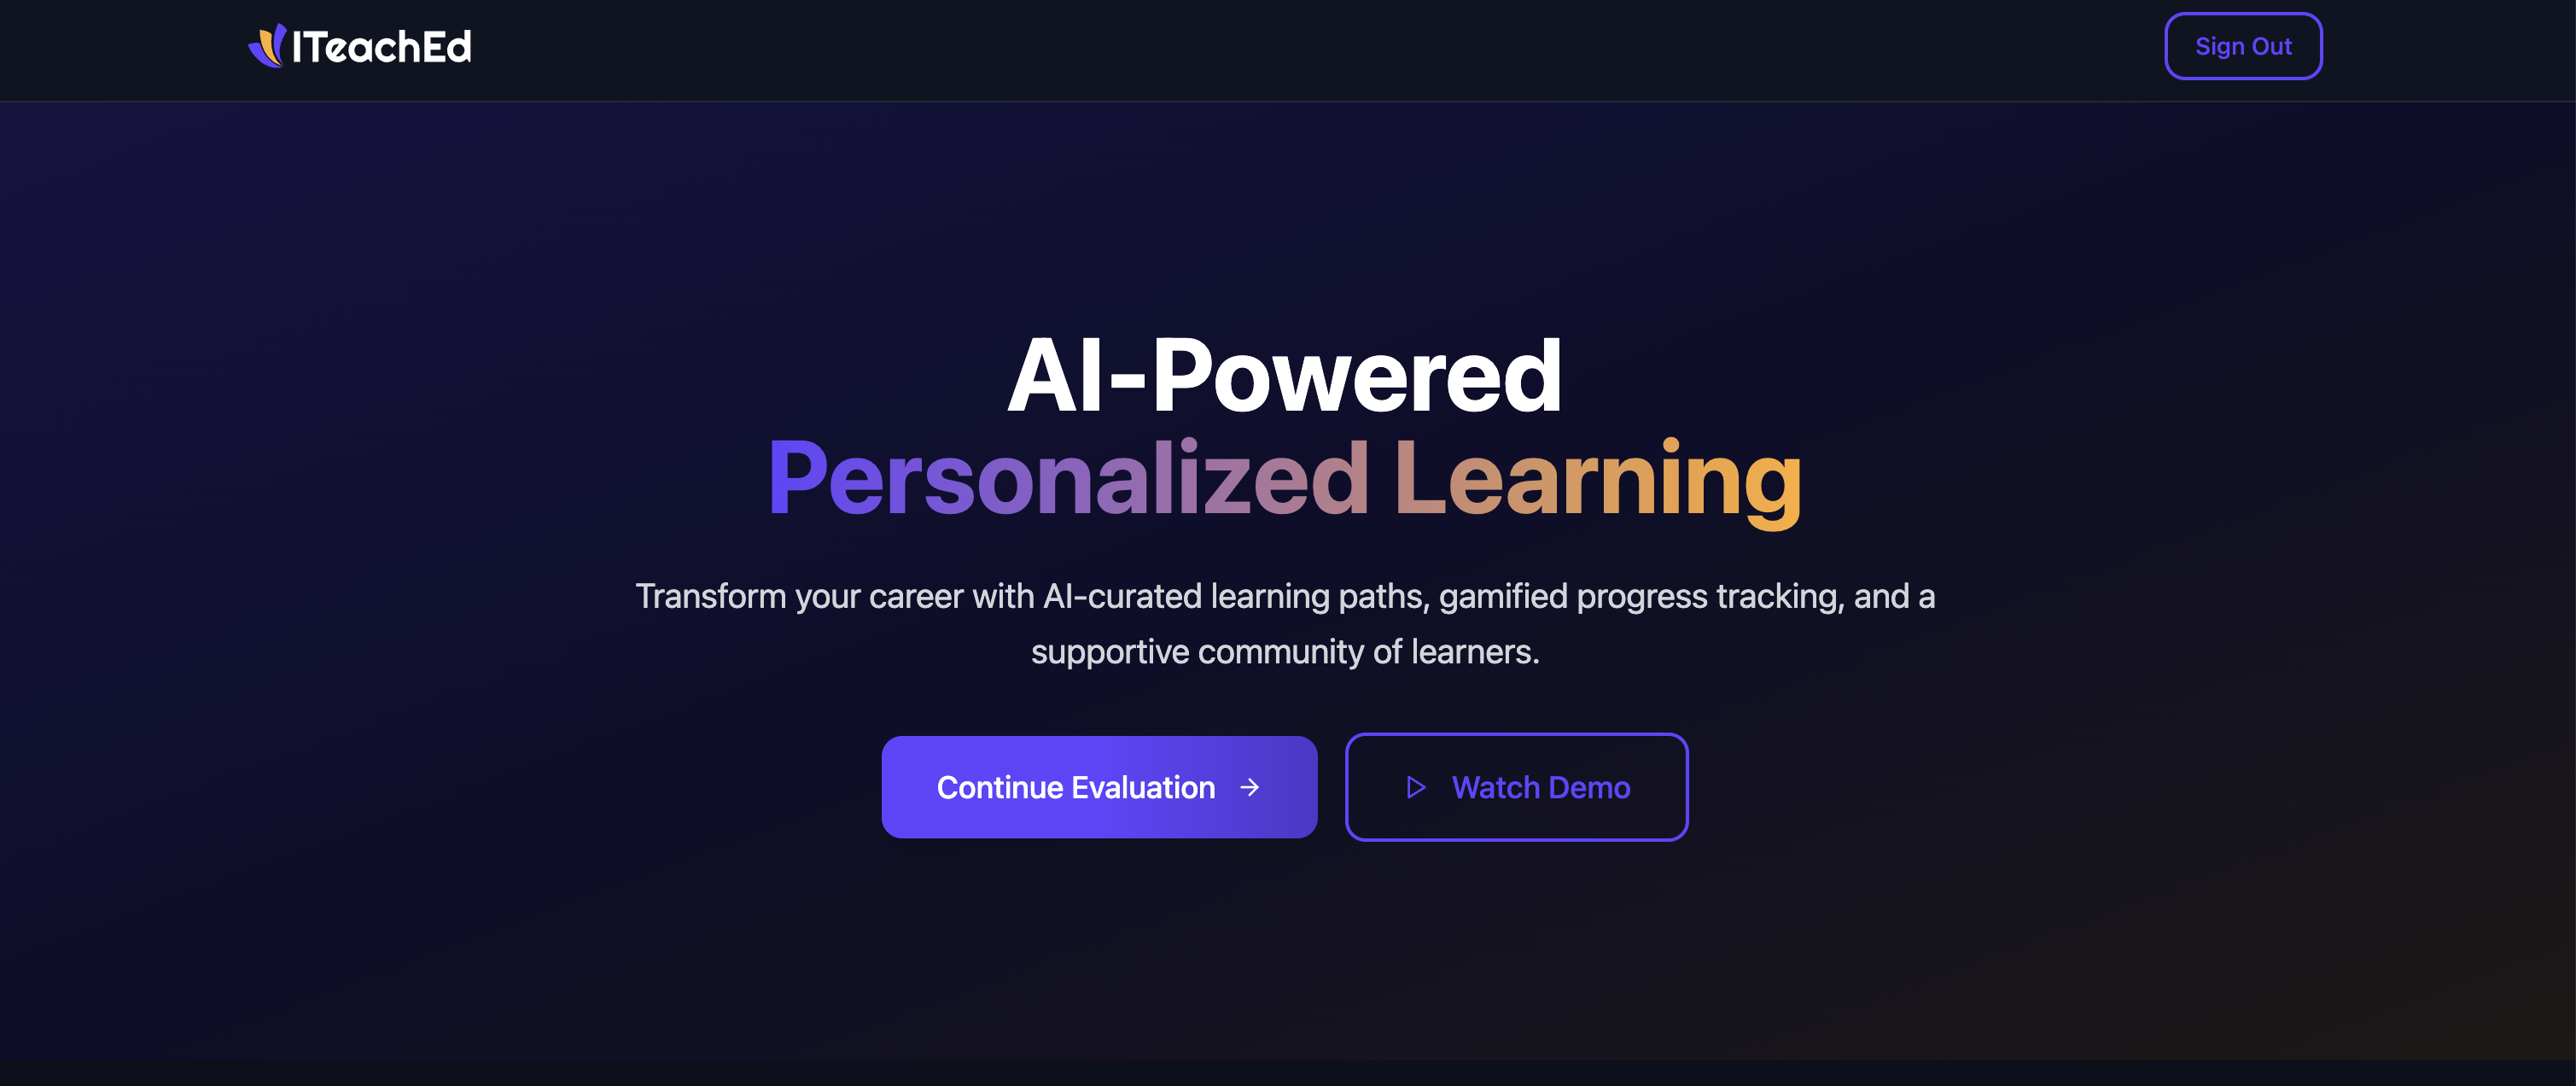 ITeachEd
Sign Out
AI-Powered
Personalized Learning
Transform your career with AI-curated learning paths, gamified progress tracking, and a
supportive community of learners.
Continue Evaluation
Watch Demo